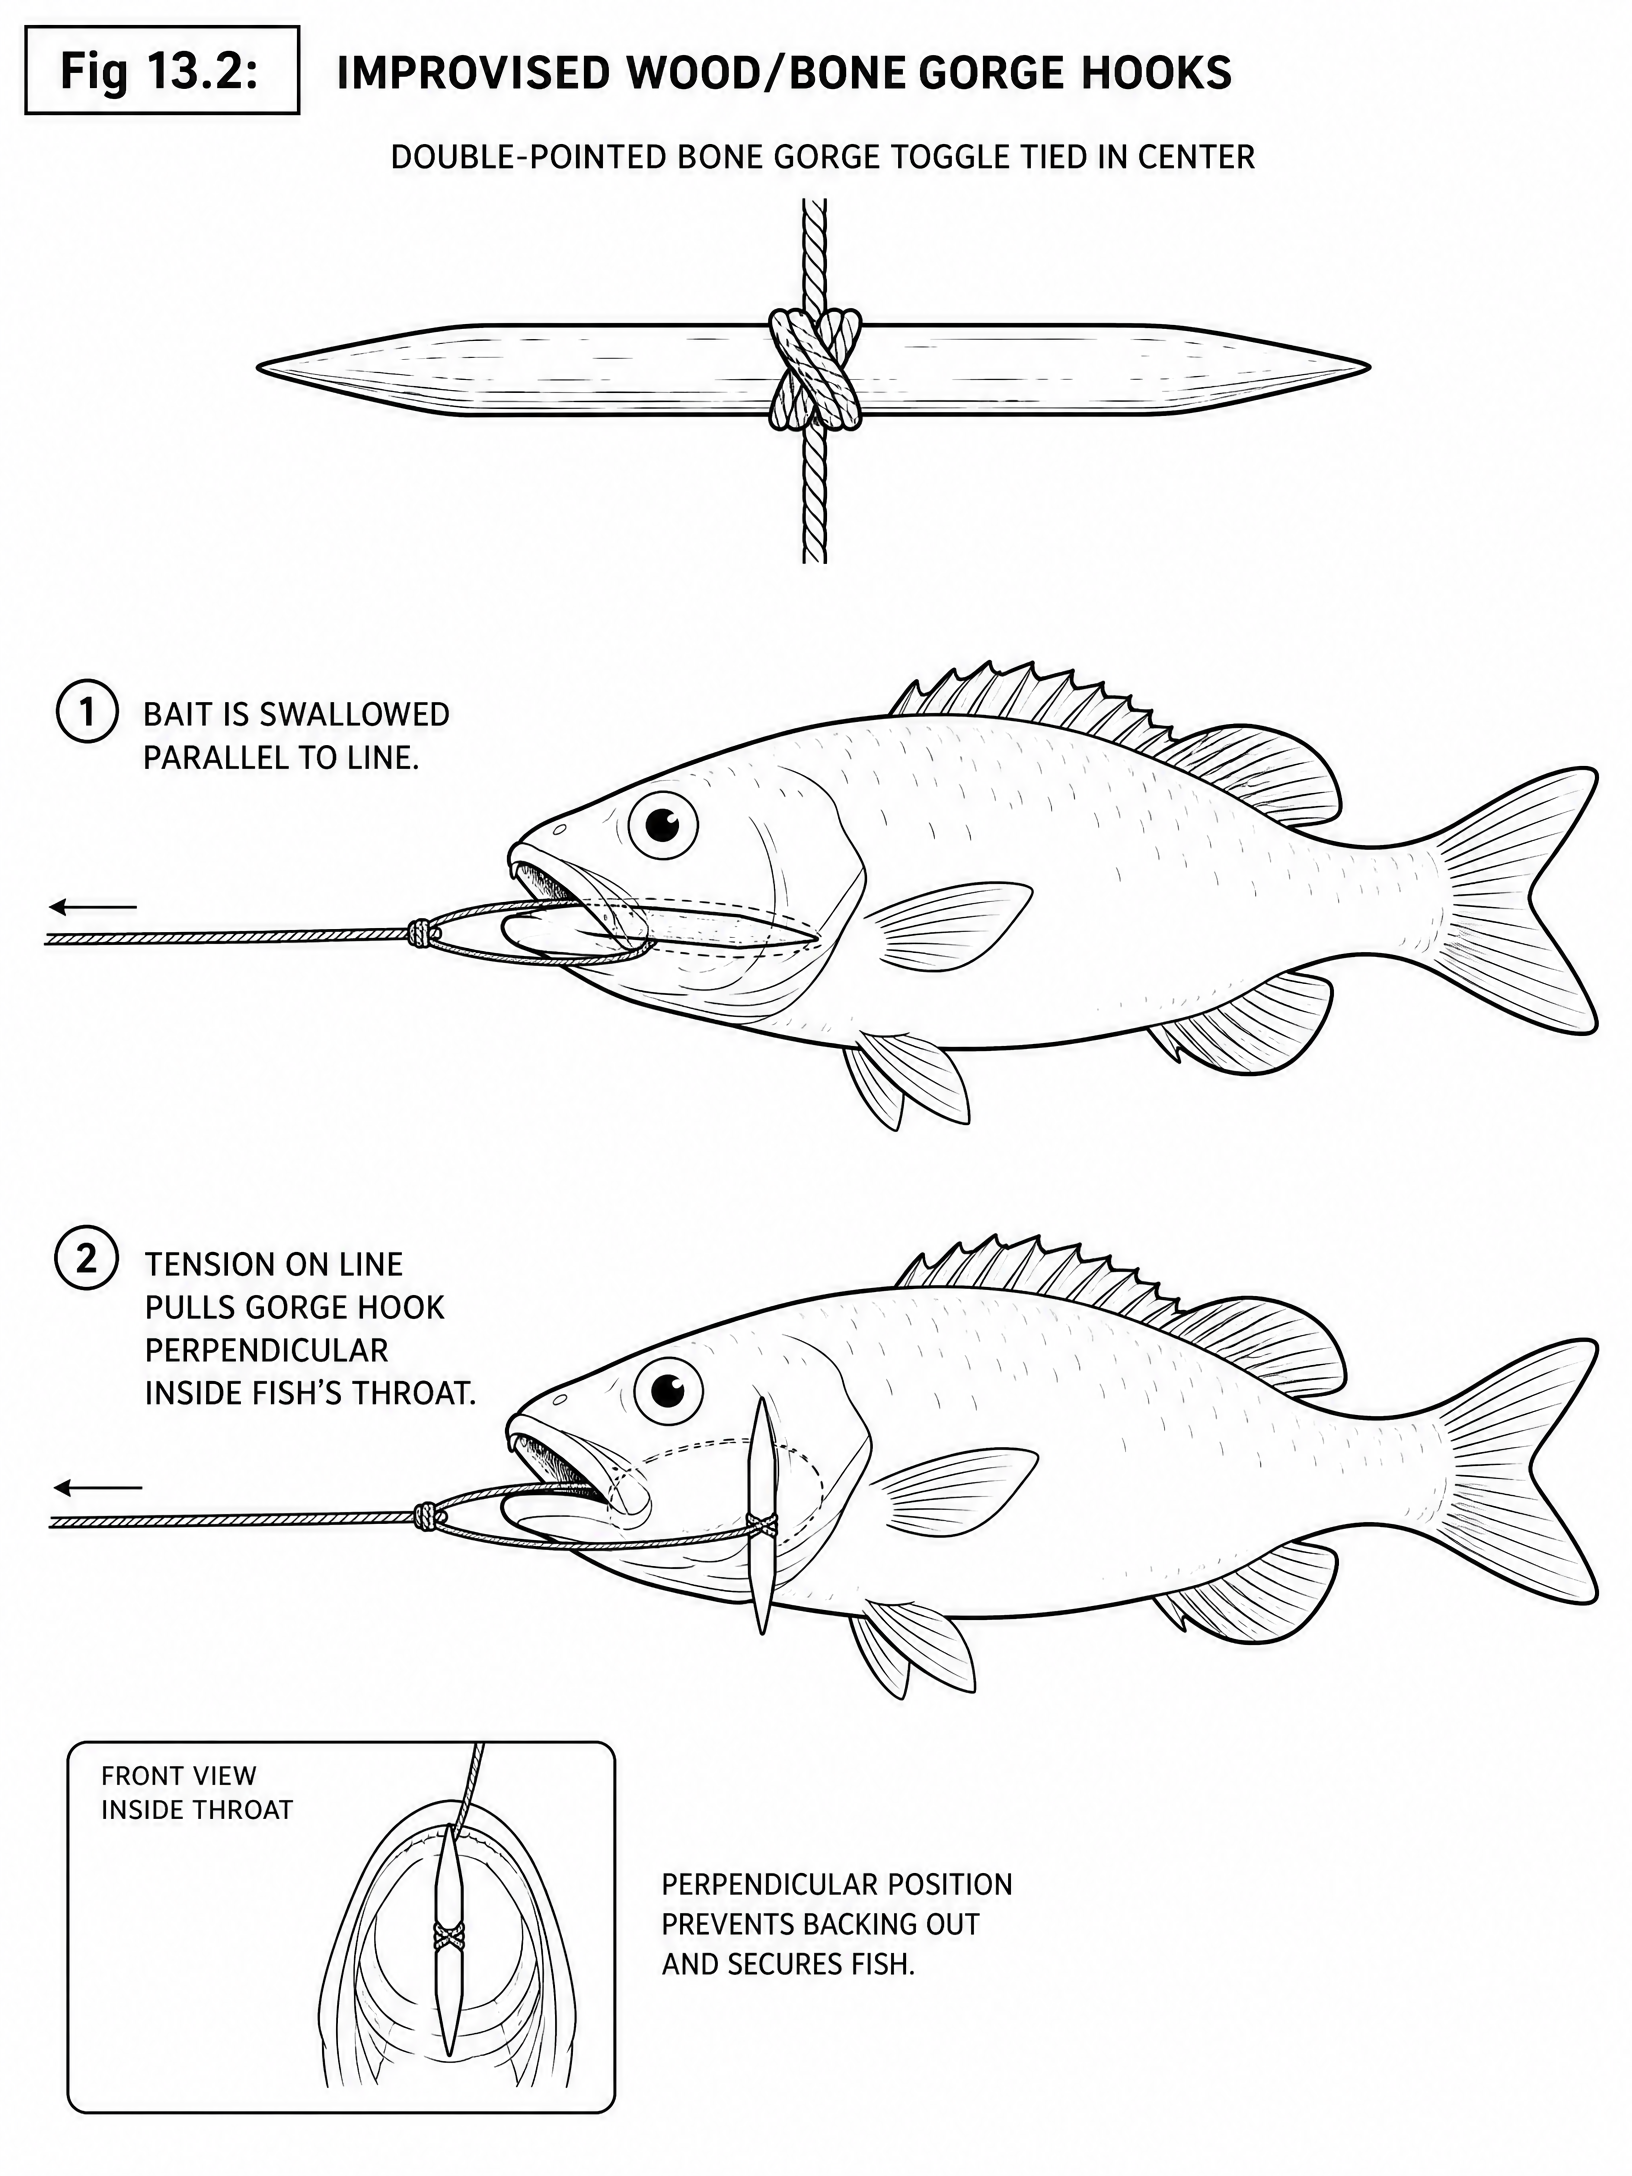 Fig 13.2: IMPROVISED WOOD/BONE GORGE HOOKS
DOUBLE-POINTED BONE GORGE TOGGLE TIED IN CENTER
1 BAIT IS SWALLOWED
PARALLEL TO LINE.
2 TENSION ON LINE
PULLS GORGE HOOK
PERPENDICULAR
INSIDE FISH'S THROAT.
FRONT VIEW
INSIDE THROAT
PERPENDICULAR POSITION
PREVENTS BACKING OUT
AND SECURES FISH.